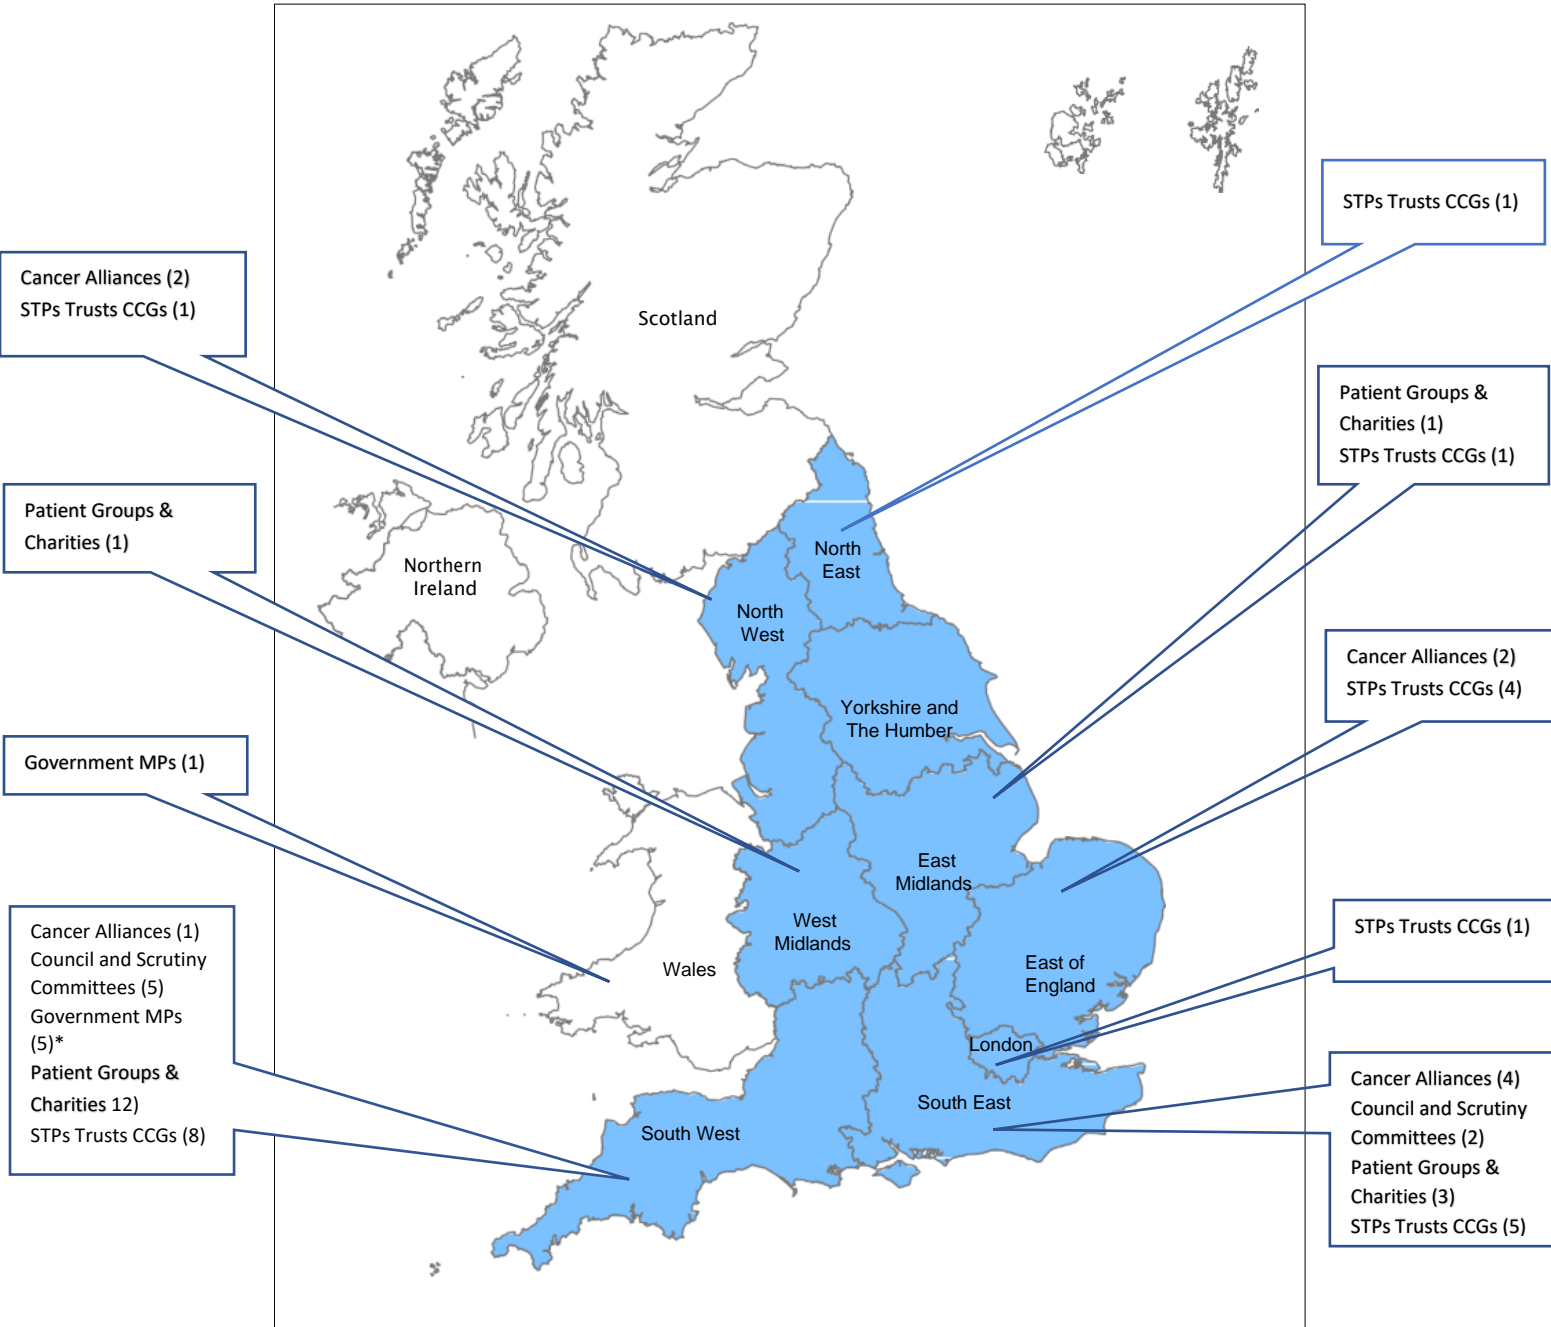 STPs Trusts CCGs (1)
Cancer Alliances (2)
STPs Trusts CCGs (1)
Scotland
Patient Groups &
Charities (1)
STPs Trusts CCGs (1)
Patient Groups &
Charities (1)
Northern
Ireland
North
East
North
West
Cancer Alliances (2)
STPs Trusts CCGs (4)
Yorkshire and
The Humber
Government MPs (1)
East
Midlands
West
Midlands
Wales
East of
England
STPs Trusts CCGs (1)
Cancer Alliances (1)
Council and Scrutiny
Committees (5)
Government MPs
(5)*
Patient Groups &
Charities 12)
STPs Trusts CCGs (8)
London
South East
South West
Cancer Alliances (4)
Council and Scrutiny
Committees (2)
Patient Groups &
Charities (3)
STPs Trusts CCGs (5)